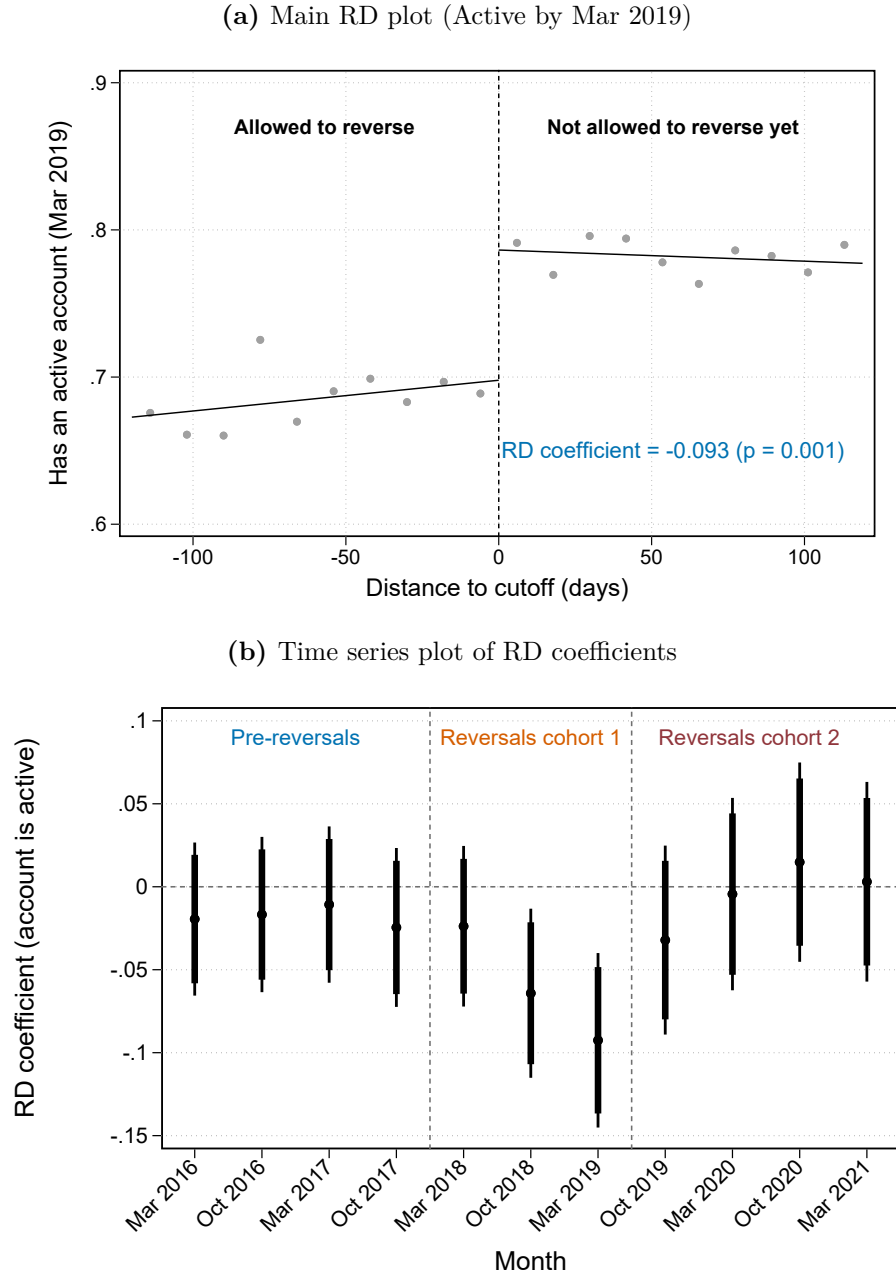 (a) Main RD plot (Active by Mar 2019)
Has an active account (Mar 2019)
.9
.8
.7
.6
Allowed to reverse
Not allowed to reverse yet
RD coefficient = -0.093 (p = 0.001)
-100
-50
0
50
100
Distance to cutoff (days)
(b) Time series plot of RD coefficients
RD coefficient (account is active)
.1
.05
0
-.05
-.1
-.15
Pre-reversals
Reversals cohort 1
Reversals cohort 2
Mar 2016
Oct 2016
Mar 2017
Oct 2017
Mar 2018
Oct 2018
Mar 2019
Oct 2019
Mar 2020
Oct 2020
Mar 2021
Month